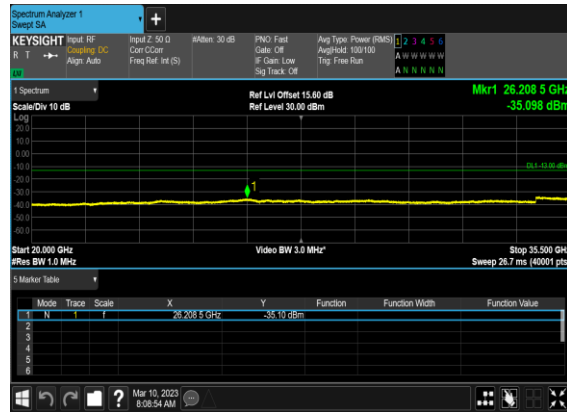 Spectrum Analyzer 1
Swept SA
+
KEYSIGHT Input: RF Input Z: 50 Ω #Atten: 30 dB PNO: Fast Avg Type: Power (RMS) 1 2 3 4 5 6
R T Coupling: DC Corr CCorr Gate: Off Avg|Hold: 100/100 A W W W W W
Align: Auto Freq Ref: Int (S) IF Gain: Low Trig: Free Run
Sig Track: Off A N N N N N
LW
1 Spectrum Ref Lvl Offset 15.60 dB Mkr1 26.208 5 GHz
Scale/Div 10 dB Ref Level 30.00 dBm -35.098 dBm
Log
20.0
10.0
0.00
-10.0 DL1 -13.00 dBm
-20.0
-30.0 1
-40.0
-50.0
-60.0
Start 20.000 GHz Video BW 3.0 MHz* Stop 35.500 GHz
#Res BW 1.0 MHz Sweep 26.7 ms (40001 pts)
5 Marker Table
Mode Trace Scale X Y Function Function Width Function Value
1 N 1 f 26.208 5 GHz -35.10 dBm
2
3
4
5
6
? Mar 10, 2023
8:08:54 AM